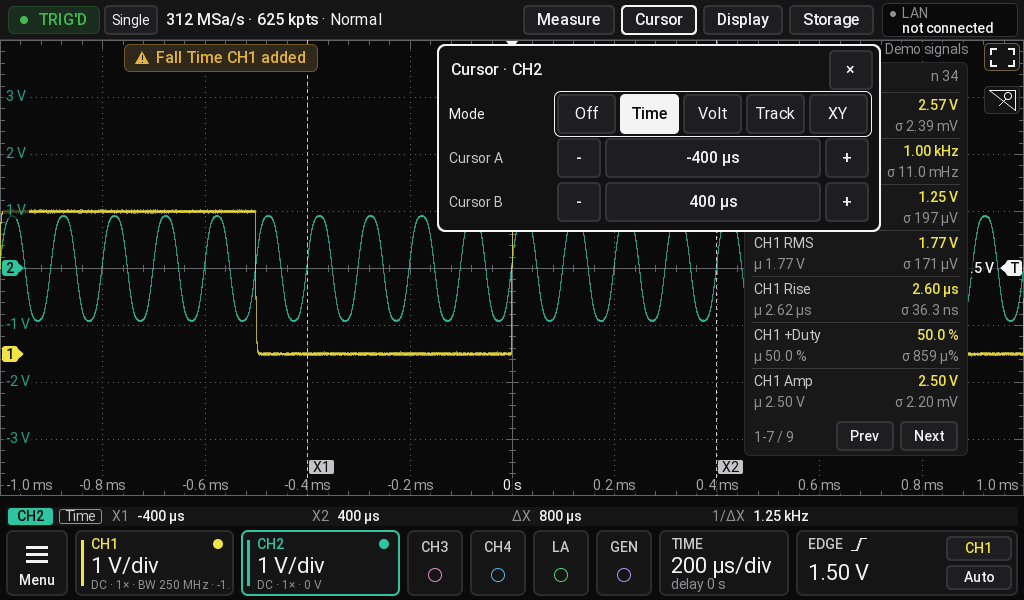 TRIG'D
Single
312 MSa/s · 625 kpts · Normal
Measure
Cursor
Display
Storage
LAN
not connected
Fall Time CH1 added
Demo signals
Cursor · CH2
×
Mode
Off
Time
Volt
Track
XY
Cursor A
-
-400 µs
+
Cursor B
-
400 µs
+
n 34
2.57 V
σ 2.39 mV
1.00 kHz
σ 11.0 mHz
1.25 V
σ 197 µV
CH1 RMS
1.77 V
µ 1.77 V
σ 171 µV
CH1 Rise
2.60 µs
µ 2.62 µs
σ 36.3 ns
CH1 +Duty
50.0 %
µ 50.0 %
σ 859 µ%
CH1 Amp
2.50 V
µ 2.50 V
σ 2.20 mV
1-7 / 9
Prev
Next
3 V
2 V
1 V
2
-1 V
1
-2 V
-3 V
.5 V
T
X1
X2
-1.0 ms
-0.8 ms
-0.6 ms
-0.4 ms
-0.2 ms
0 s
0.2 ms
0.4 ms
0.6 ms
0.8 ms
1.0 ms
CH2
Time
X1 -400 µs
X2 400 µs
ΔX 800 µs
1/ΔX 1.25 kHz
Menu
CH1
1 V/div
DC · 1× · BW 250 MHz · -1.
CH2
1 V/div
DC · 1× · 0 V
CH3
CH4
LA
GEN
TIME
200 µs/div
delay 0 s
EDGE
1.50 V
CH1
Auto